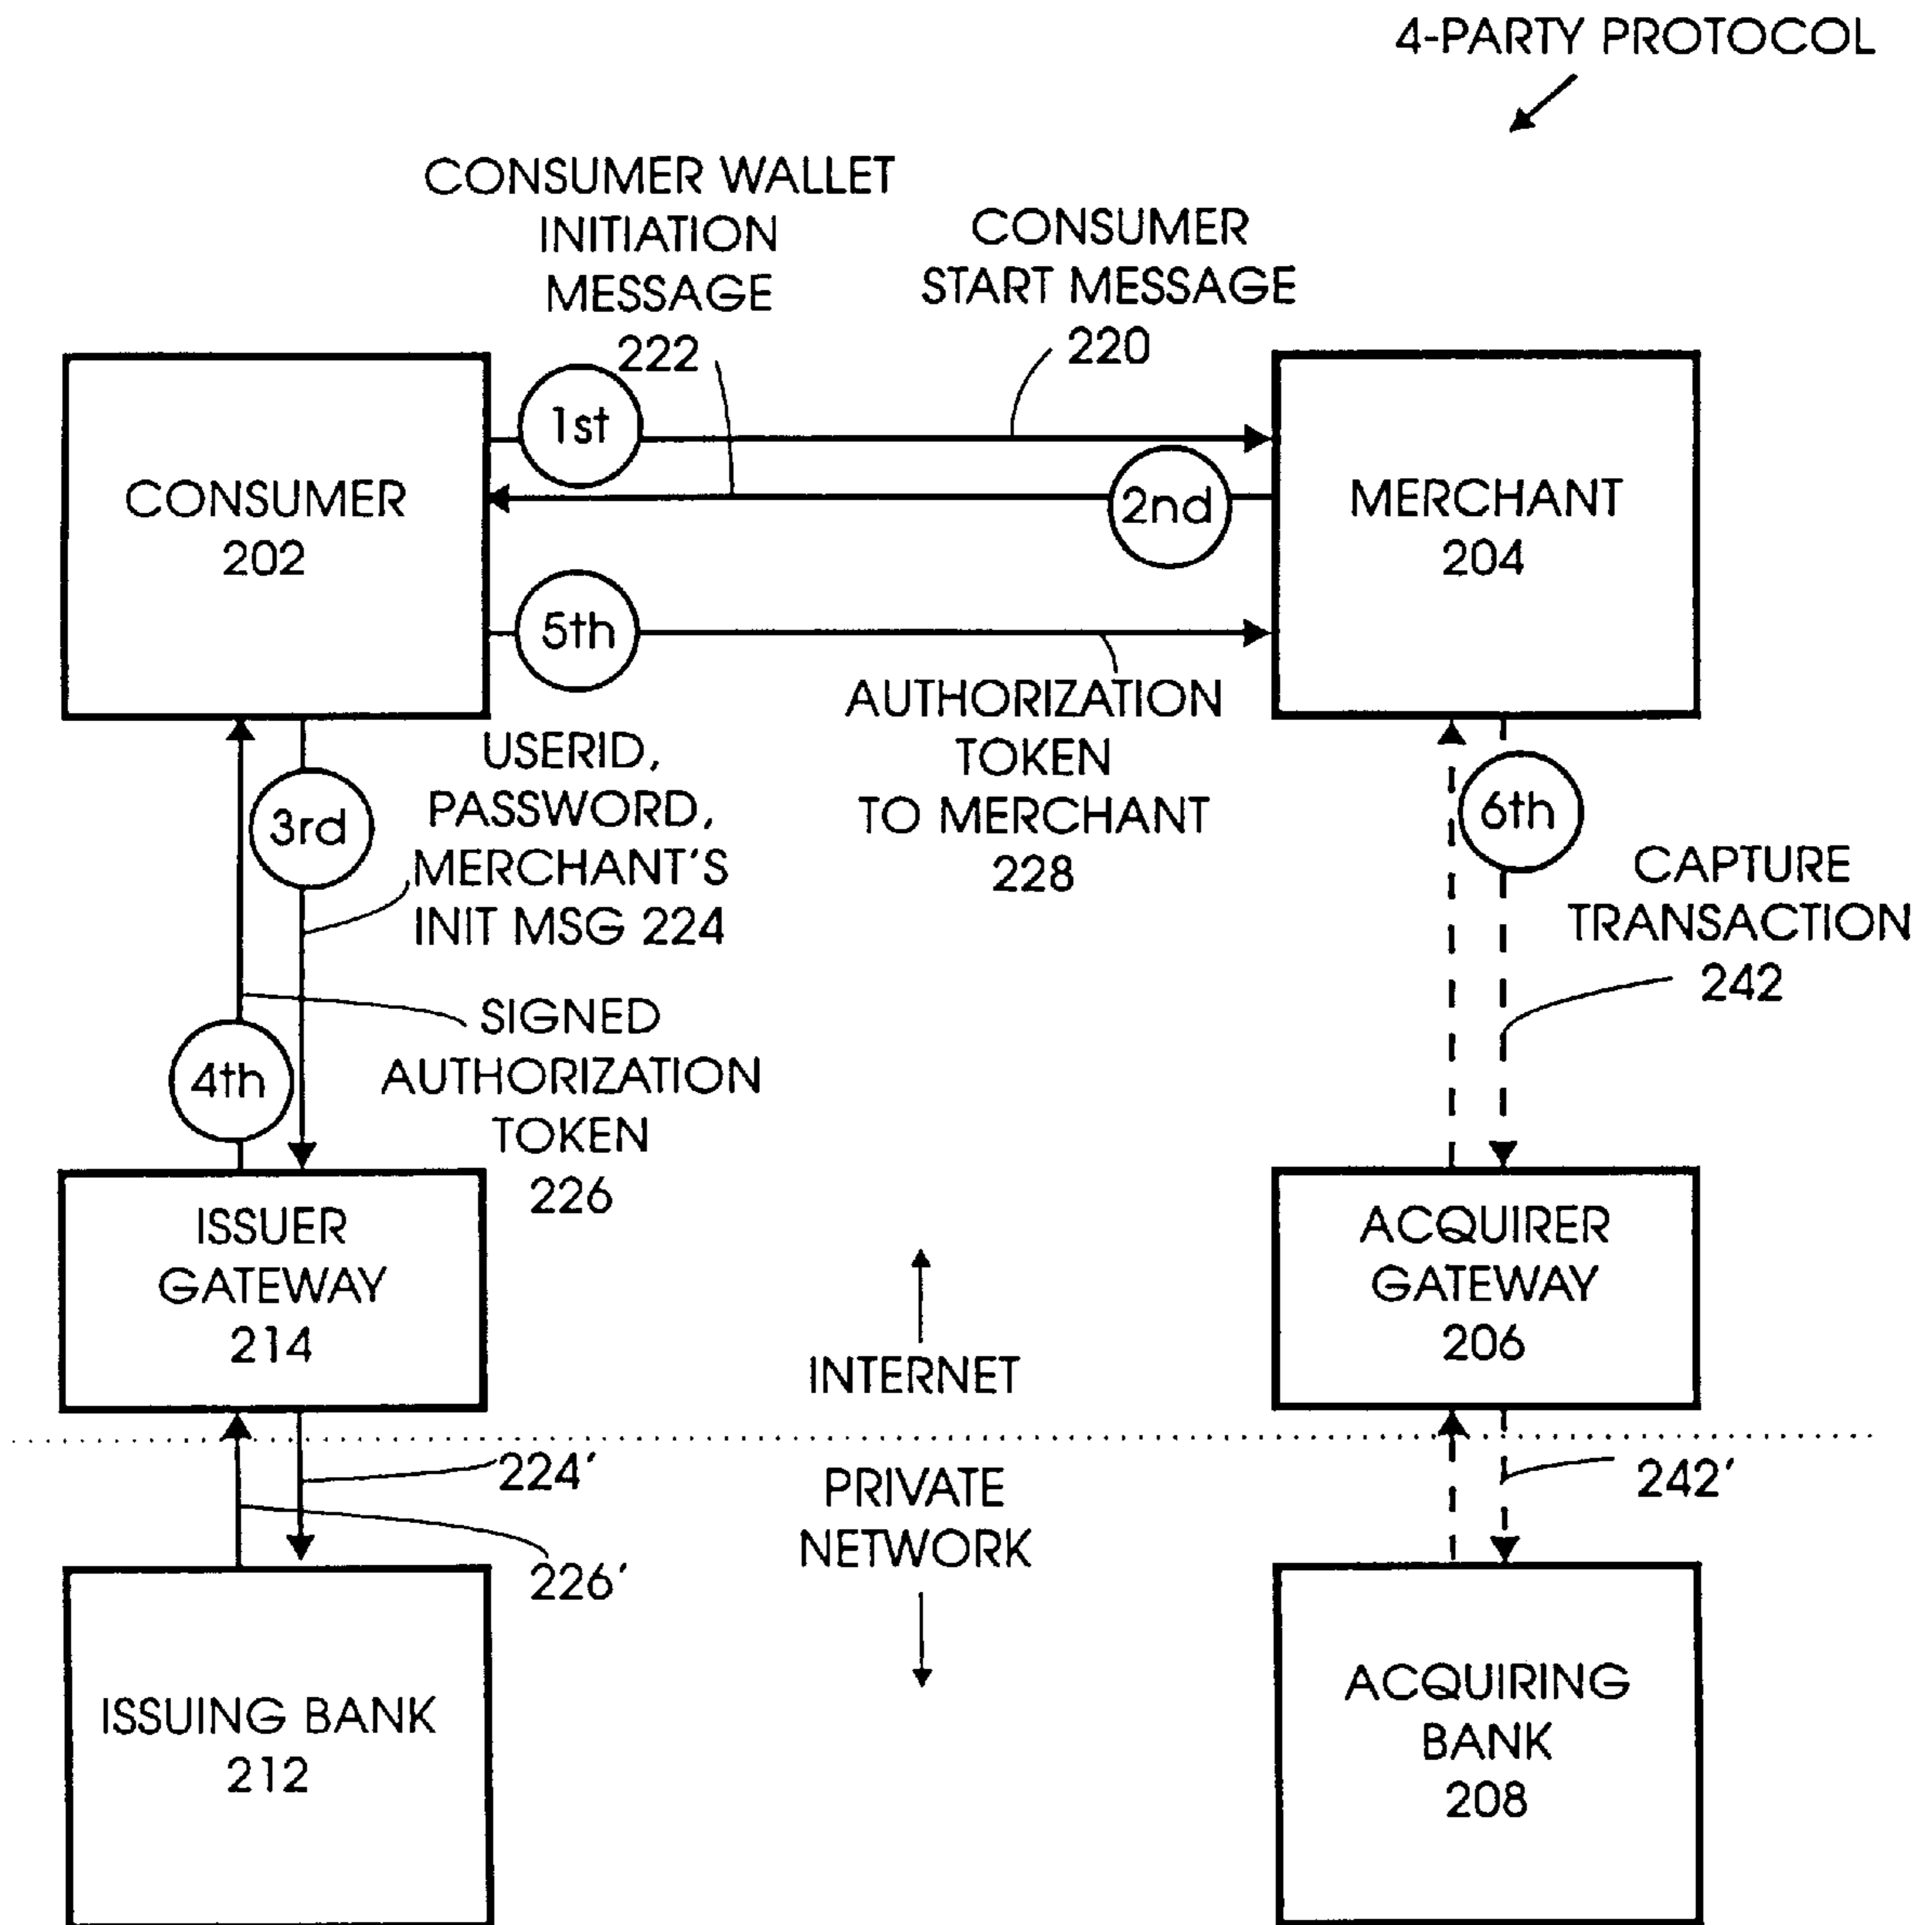 4-PARTY PROTOCOL
CONSUMER WALLET
INITIATION
MESSAGE
222
CONSUMER
START MESSAGE
220
1st
2nd
CONSUMER
202
MERCHANT
204
5th
AUTHORIZATION
TOKEN
TO MERCHANT
228
USERID,
PASSWORD,
MERCHANT'S
INIT MSG 224
3rd
6th
CAPTURE
TRANSACTION
242
SIGNED
AUTHORIZATION
TOKEN
226
4th
ISSUER
GATEWAY
214
ACQUIRER
GATEWAY
206
INTERNET
224'
PRIVATE
NETWORK
242'
226'
ISSUING BANK
212
ACQUIRING
BANK
208